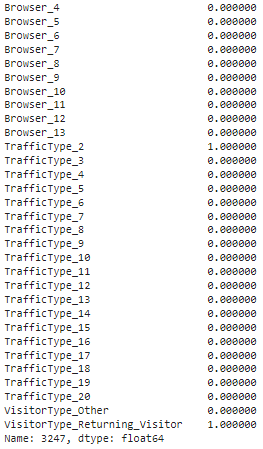 Browser_4 0.000000
Browser_5 0.000000
Browser_6 0.000000
Browser_7 0.000000
Browser_8 0.000000
Browser_9 0.000000
Browser_10 0.000000
Browser_11 0.000000
Browser_12 0.000000
Browser_13 0.000000
TrafficType_2 1.000000
TrafficType_3 0.000000
TrafficType_4 0.000000
TrafficType_5 0.000000
TrafficType_6 0.000000
TrafficType_7 0.000000
TrafficType_8 0.000000
TrafficType_9 0.000000
TrafficType_10 0.000000
TrafficType_11 0.000000
TrafficType_12 0.000000
TrafficType_13 0.000000
TrafficType_14 0.000000
TrafficType_15 0.000000
TrafficType_16 0.000000
TrafficType_17 0.000000
TrafficType_18 0.000000
TrafficType_19 0.000000
TrafficType_20 0.000000
VisitorType_Other 0.000000
VisitorType_Returning_Visitor 1.000000
Name: 3247, dtype: float64